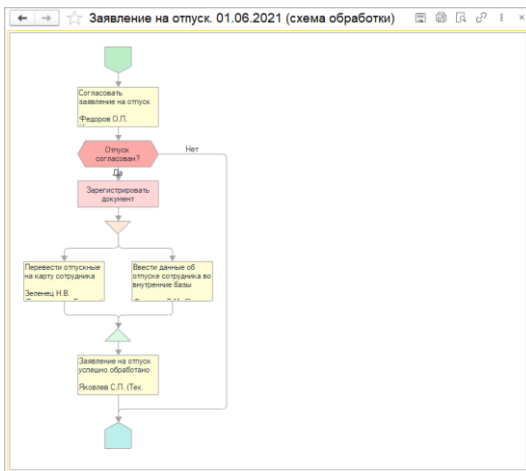 Заявление на отпуск. 01.06.2021 (схема обработки)
Согласовать
заявление на отпуск
Федоров О.П.
Отпуск
согласован?
Нет
Да
Зарегистрировать
документ
Перевести отпускные
на карту сотрудника
Зеленец Н.В.
Ввести данные об
отпуске сотрудника во
внутренние базы
Заявление на отпуск
успешно обработано
Яковлев С.П. (Тех.